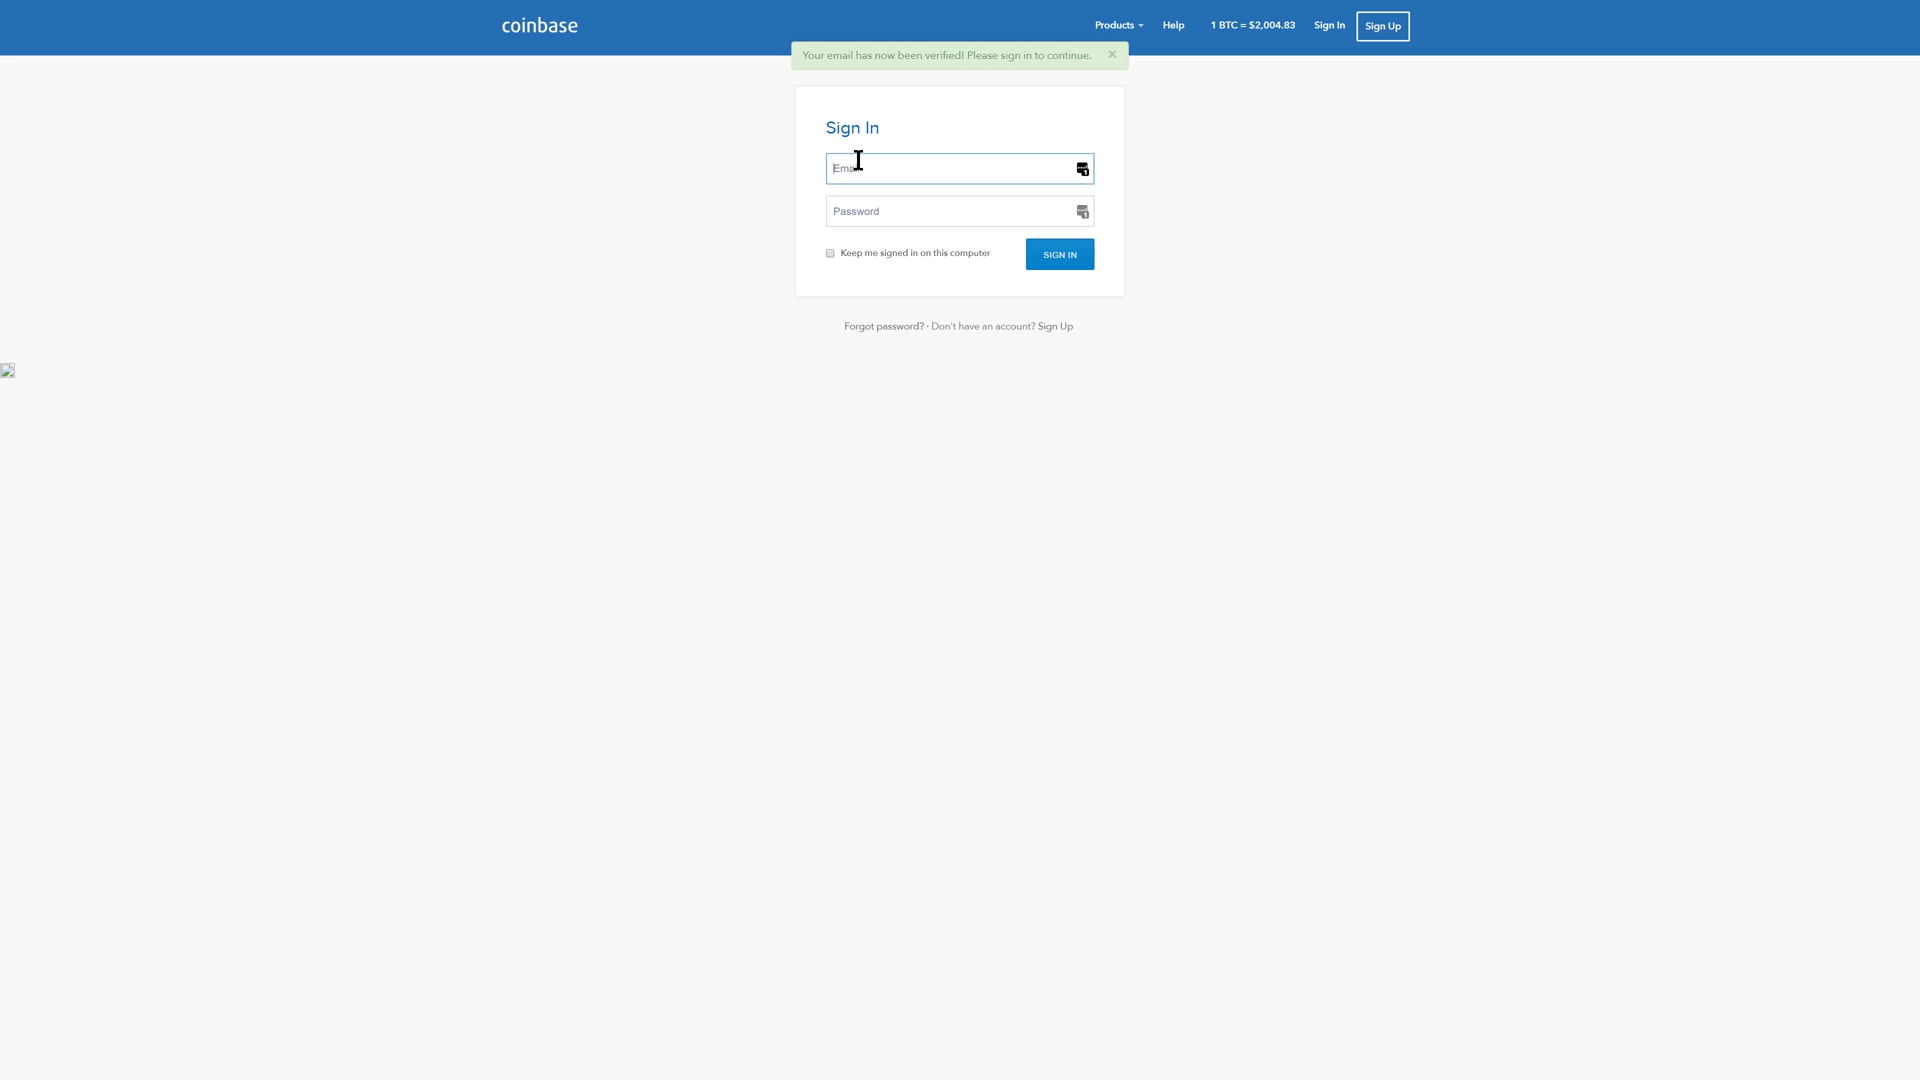 coinbase
Products
Help
1 BTC = $2,004.83
Sign In
Sign Up
Your email has now been verified! Please sign in to continue.
Sign In
Email
Password
Keep me signed in on this computer
SIGN IN
Forgot password? · Don't have an account? Sign Up